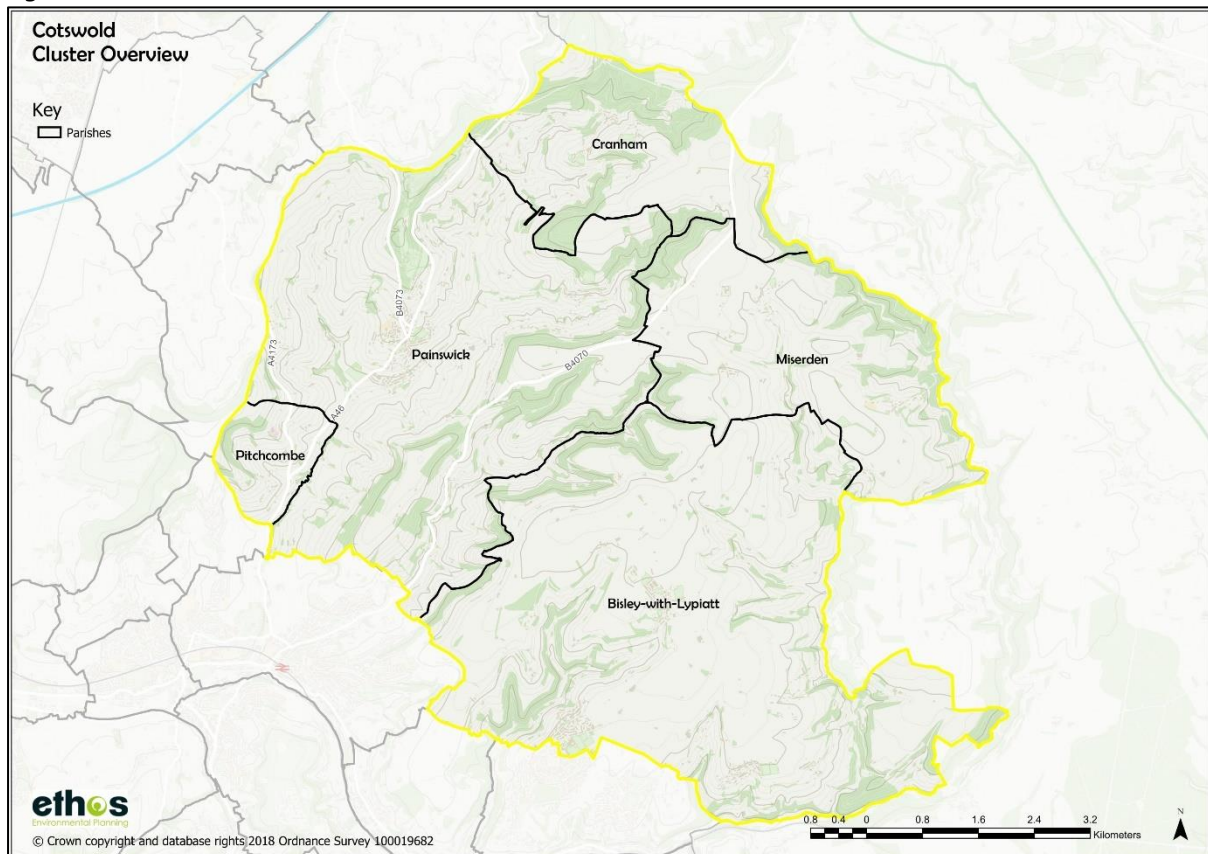 Cotswold
Cluster Overview
Key
Parishes
Cranham
B4073
Painswick
A4173
B4070
Miserden
A46
Pitchcombe
Bisley-with-Lypiatt
ethos
Environmental Planning
© Crown copyright and database rights 2018 Ordnance Survey 100019682
0.8 0.4 0 0.8 1.6 2.4 3.2
Kilometers
N